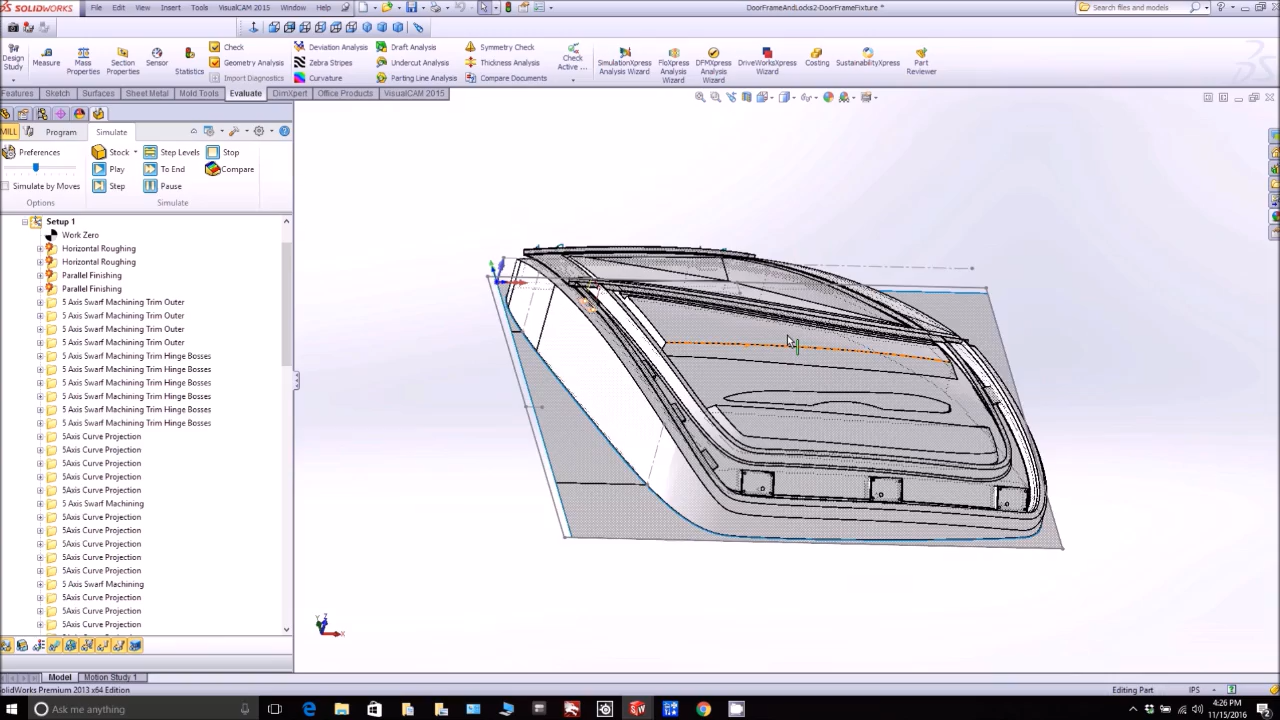 SOLIDWORKS File Edit View Insert Tools VisualCAM 2015 Window Help DoorFrameAndLocks2-DoorFrameFixture * Search files and models
Design Study Measure Mass Properties Section Properties Sensor Statistics
Check Geometry Analysis Import Diagnostics
Deviation Analysis Zebra Stripes Curvature
Draft Analysis Undercut Analysis Parting Line Analysis
Symmetry Check Thickness Analysis Compare Documents
Check Active ... SimulationXpress Analysis Wizard FloXpress Analysis Wizard DFMXpress Analysis Wizard DriveWorksXpress Wizard Costing SustainabilityXpress Part Reviewer
Features Sketch Surfaces Sheet Metal Mold Tools Evaluate DimXpert Office Products VisualCAM 2015
MILL Program Simulate
Preferences Stock Step Levels Stop
Play To End Compare
Simulate by Moves Step Pause
Options Simulate
Setup 1
Work Zero
Horizontal Roughing
Horizontal Roughing
Parallel Finishing
Parallel Finishing
5 Axis Swarf Machining Trim Outer
5 Axis Swarf Machining Trim Outer
5 Axis Swarf Machining Trim Outer
5 Axis Swarf Machining Trim Outer
5 Axis Swarf Machining Trim Hinge Bosses
5 Axis Swarf Machining Trim Hinge Bosses
5 Axis Swarf Machining Trim Hinge Bosses
5 Axis Swarf Machining Trim Hinge Bosses
5 Axis Swarf Machining Trim Hinge Bosses
5 Axis Swarf Machining Trim Hinge Bosses
5Axis Curve Projection
5Axis Curve Projection
5Axis Curve Projection
5Axis Curve Projection
5Axis Curve Projection
5 Axis Swarf Machining
5Axis Curve Projection
5Axis Curve Projection
5Axis Curve Projection
5Axis Curve Projection
5Axis Curve Projection
5 Axis Swarf Machining
5Axis Curve Projection
5Axis Curve Projection
5Axis Curve Projection
Model Motion Study 1
SolidWorks Premium 2013 x64 Edition Editing Part IPS
Ask me anything 4:26 PM
11/15/2016